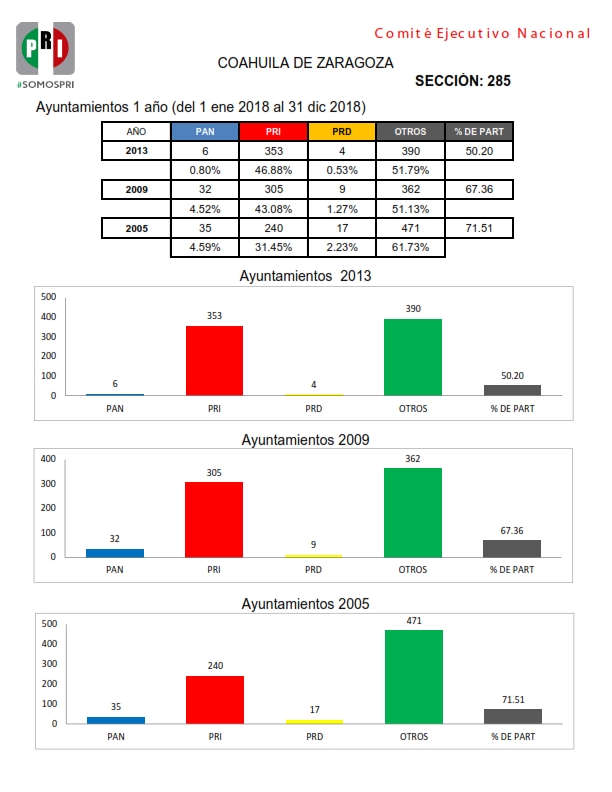 Comité Ejecutivo Nacional
PRI
#SOMOSPRI
COAHUILA DE ZARAGOZA
SECCIÓN: 285
Ayuntamientos 1 año (del 1 ene 2018 al 31 dic 2018)
AÑO PAN PRI PRD OTROS % DE PART
2013 6 353 4 390 50.20
0.80% 46.88% 0.53% 51.79%
2009 32 305 9 362 67.36
4.52% 43.08% 1.27% 51.13%
2005 35 240 17 471 71.51
4.59% 31.45% 2.23% 61.73%
Ayuntamientos 2013
500
400
300
200
100
0
6 353 4 390 50.20
PAN PRI PRD OTROS % DE PART
Ayuntamientos 2009
400
300
200
100
0
32 305 9 362 67.36
PAN PRI PRD OTROS % DE PART
Ayuntamientos 2005
500
400
300
200
100
0
35 240 17 471 71.51
PAN PRI PRD OTROS % DE PART